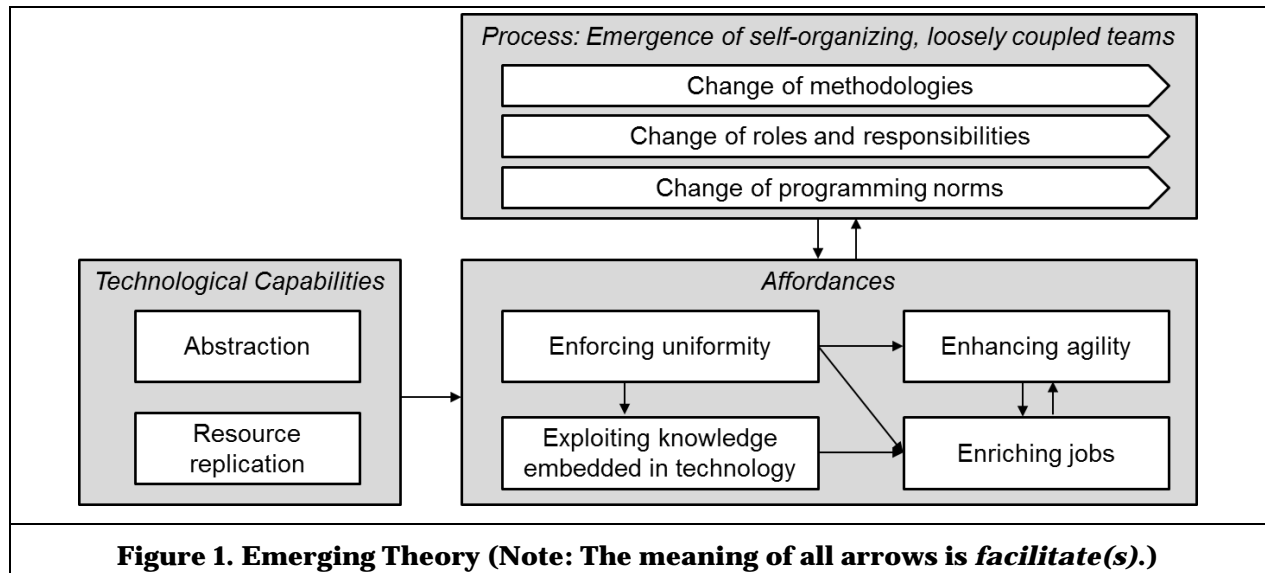 Process: Emergence of self-organizing, loosely coupled teams
Change of methodologies
Change of roles and responsibilities
Change of programming norms
Technological Capabilities
Abstraction
Resource
replication
Affordances
Enforcing uniformity
Enhancing agility
Exploiting knowledge
embedded in technology
Enriching jobs
Figure 1. Emerging Theory (Note: The meaning of all arrows is facilitate(s).)